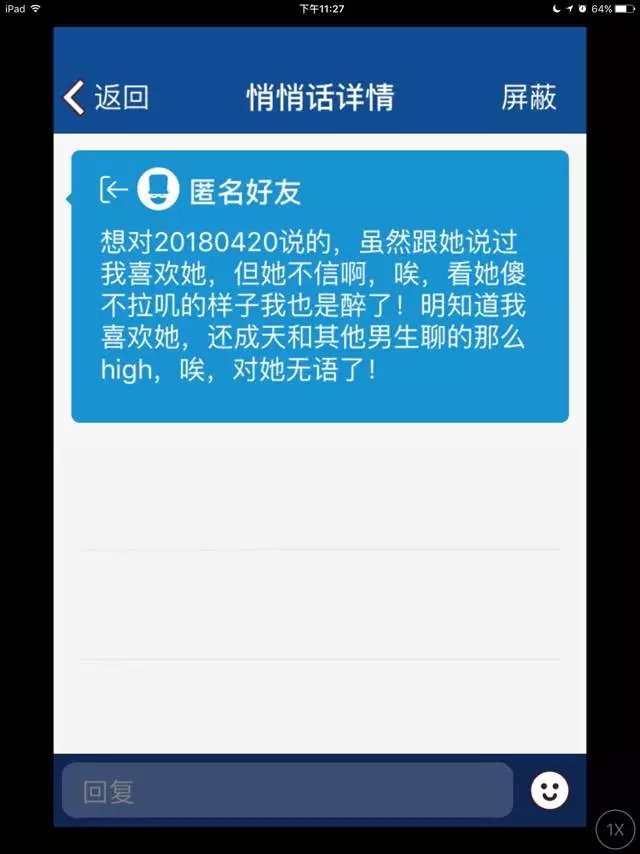 iPad 下午11:27 64%
返回 悄悄话详情 屏蔽
匿名好友
想对20180420说的，虽然跟她说过
我喜欢她，但她不信啊，唉，看她傻
不拉叽的样子我也是醉了！明知道我
喜欢她，还成天和其他男生聊的那么
high，唉，对她无语了！
回复
1X